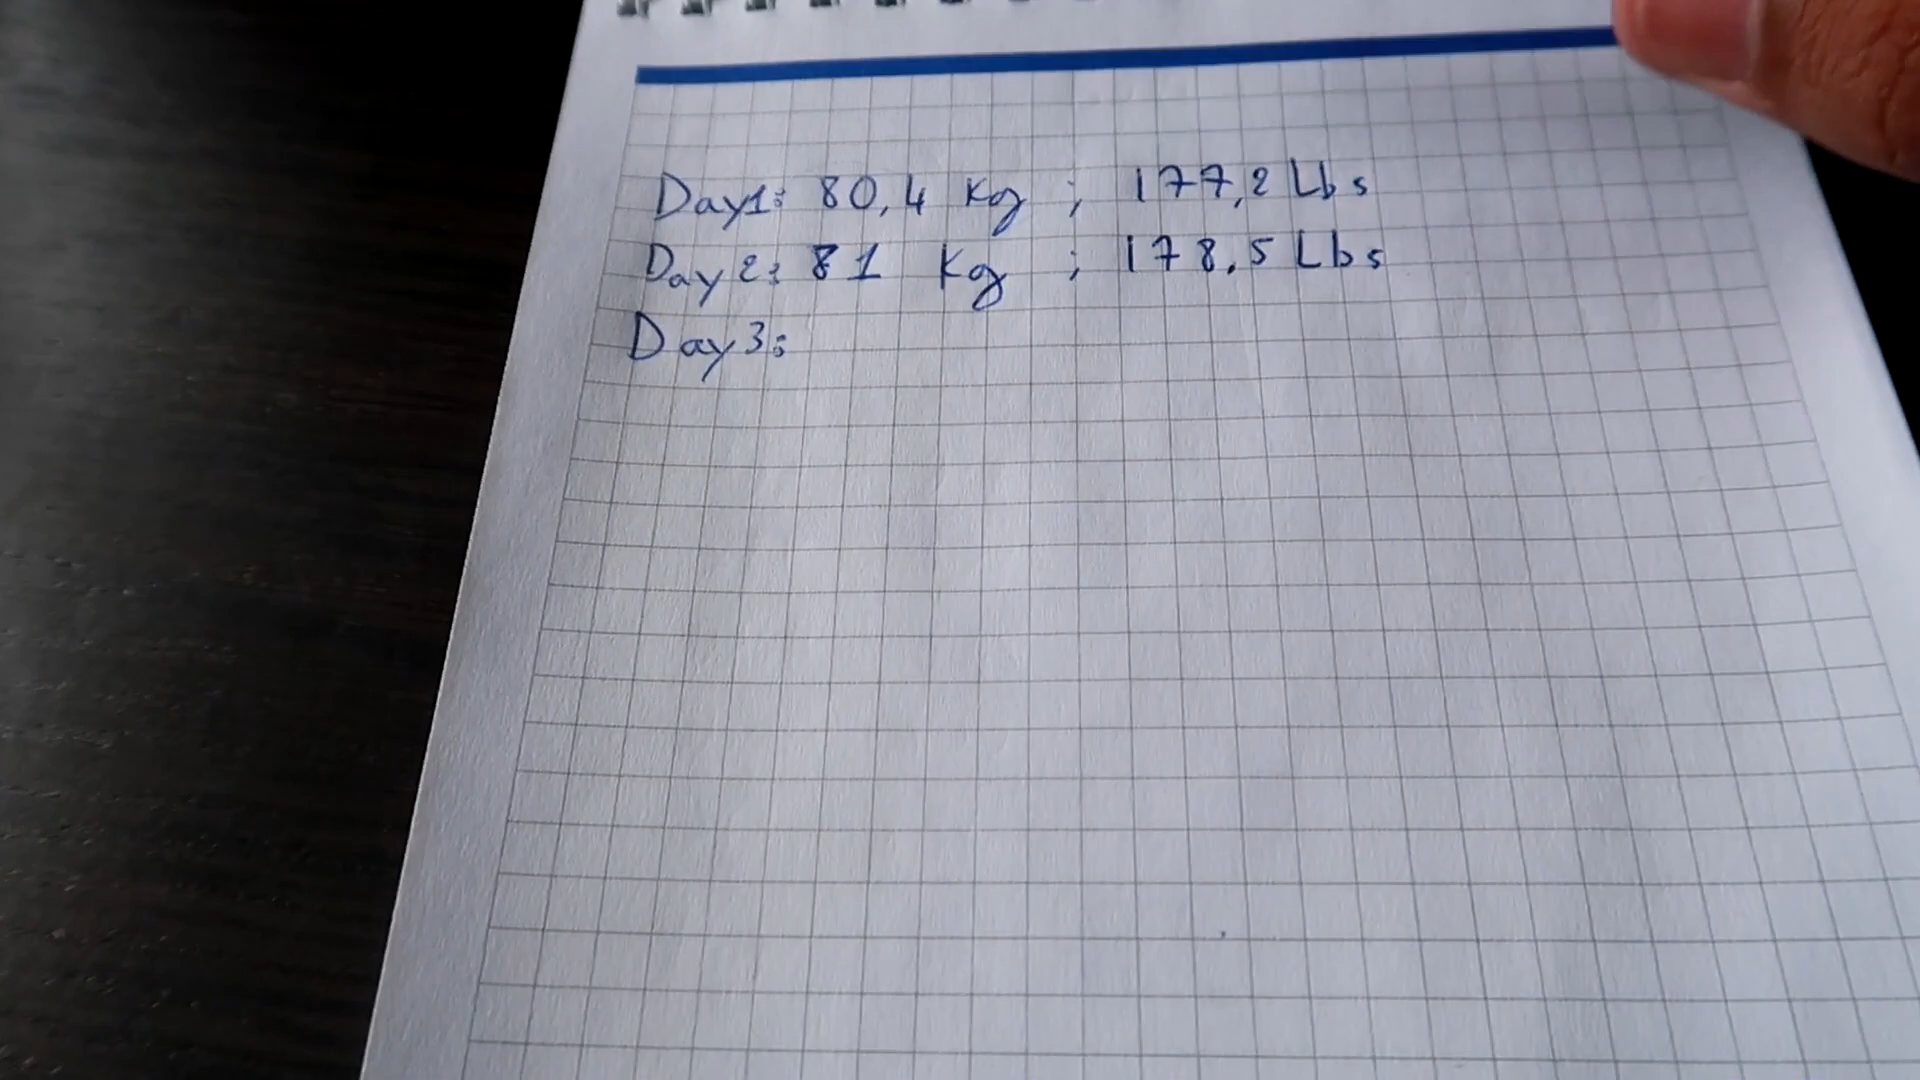 Day1: 80,4 Kg ; 177,2 Lbs
Day2: 81 Kg ; 178,5 Lbs
Day3: